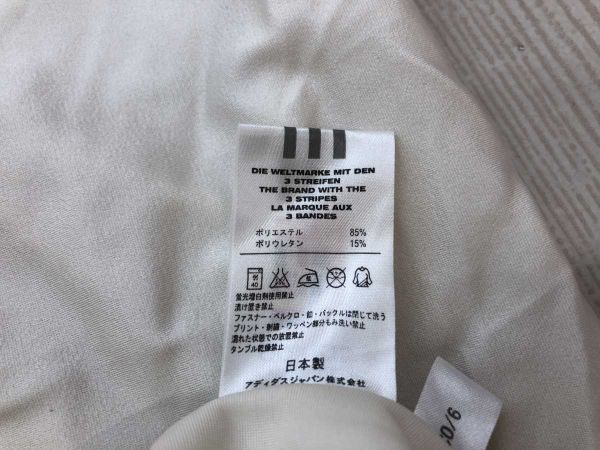 DIE WELTMARKE MIT DEN
3 STREIFEN
THE BRAND WITH THE
3 STRIPES
LA MARQUE AUX
3 BANDES
ポリエステル 85%
ポリウレタン 15%
弱
40
蛍光増白剤使用禁止
漬け置き禁止
ファスナー・ベルクロ・釦・バックルは閉じて洗う
プリント・刺繍・ワッペン部分もみ洗い禁止
濡れた状態での放置禁止
タンブル乾燥禁止
日本製
アディダスジャパン株式会社